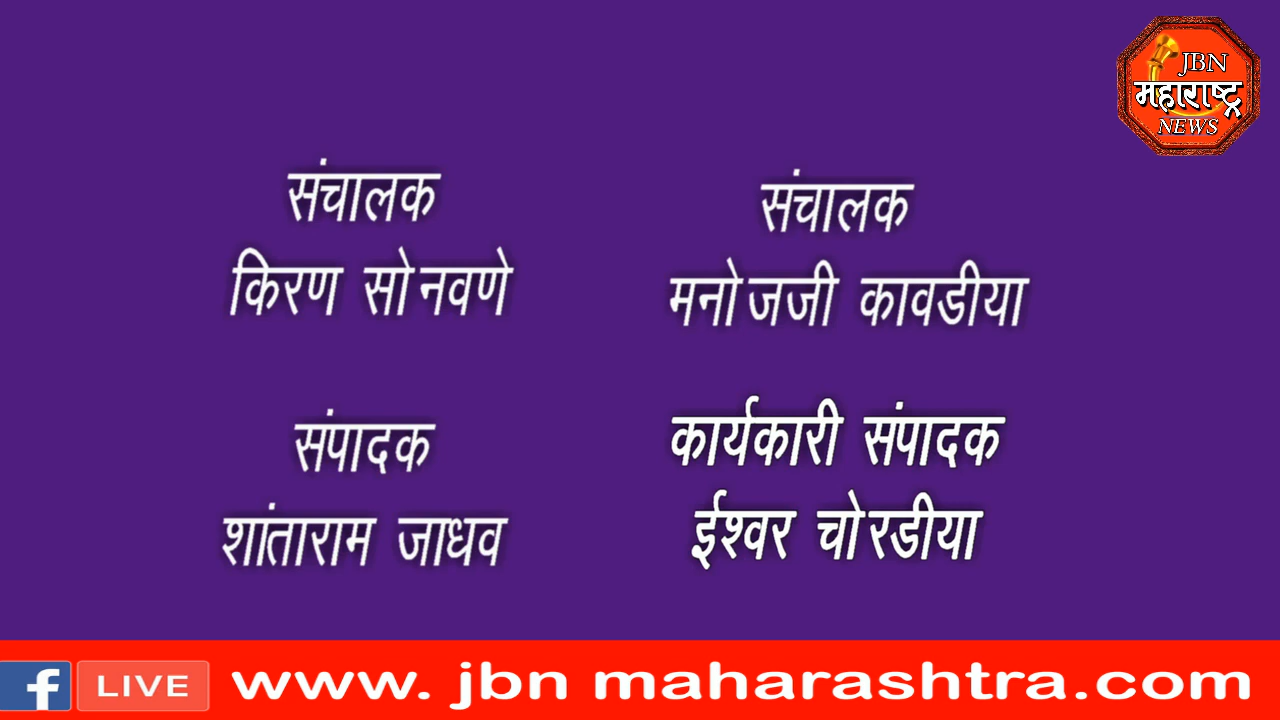 JBN
महाराष्ट्र
NEWS
संचालक
किरण सोनवणे
संचालक
मनोजजी कावडीया
संपादक
शांताराम जाधव
कार्यकारी संपादक
ईश्वर चोरडीया
f LIVE www. jbn maharashtra.com